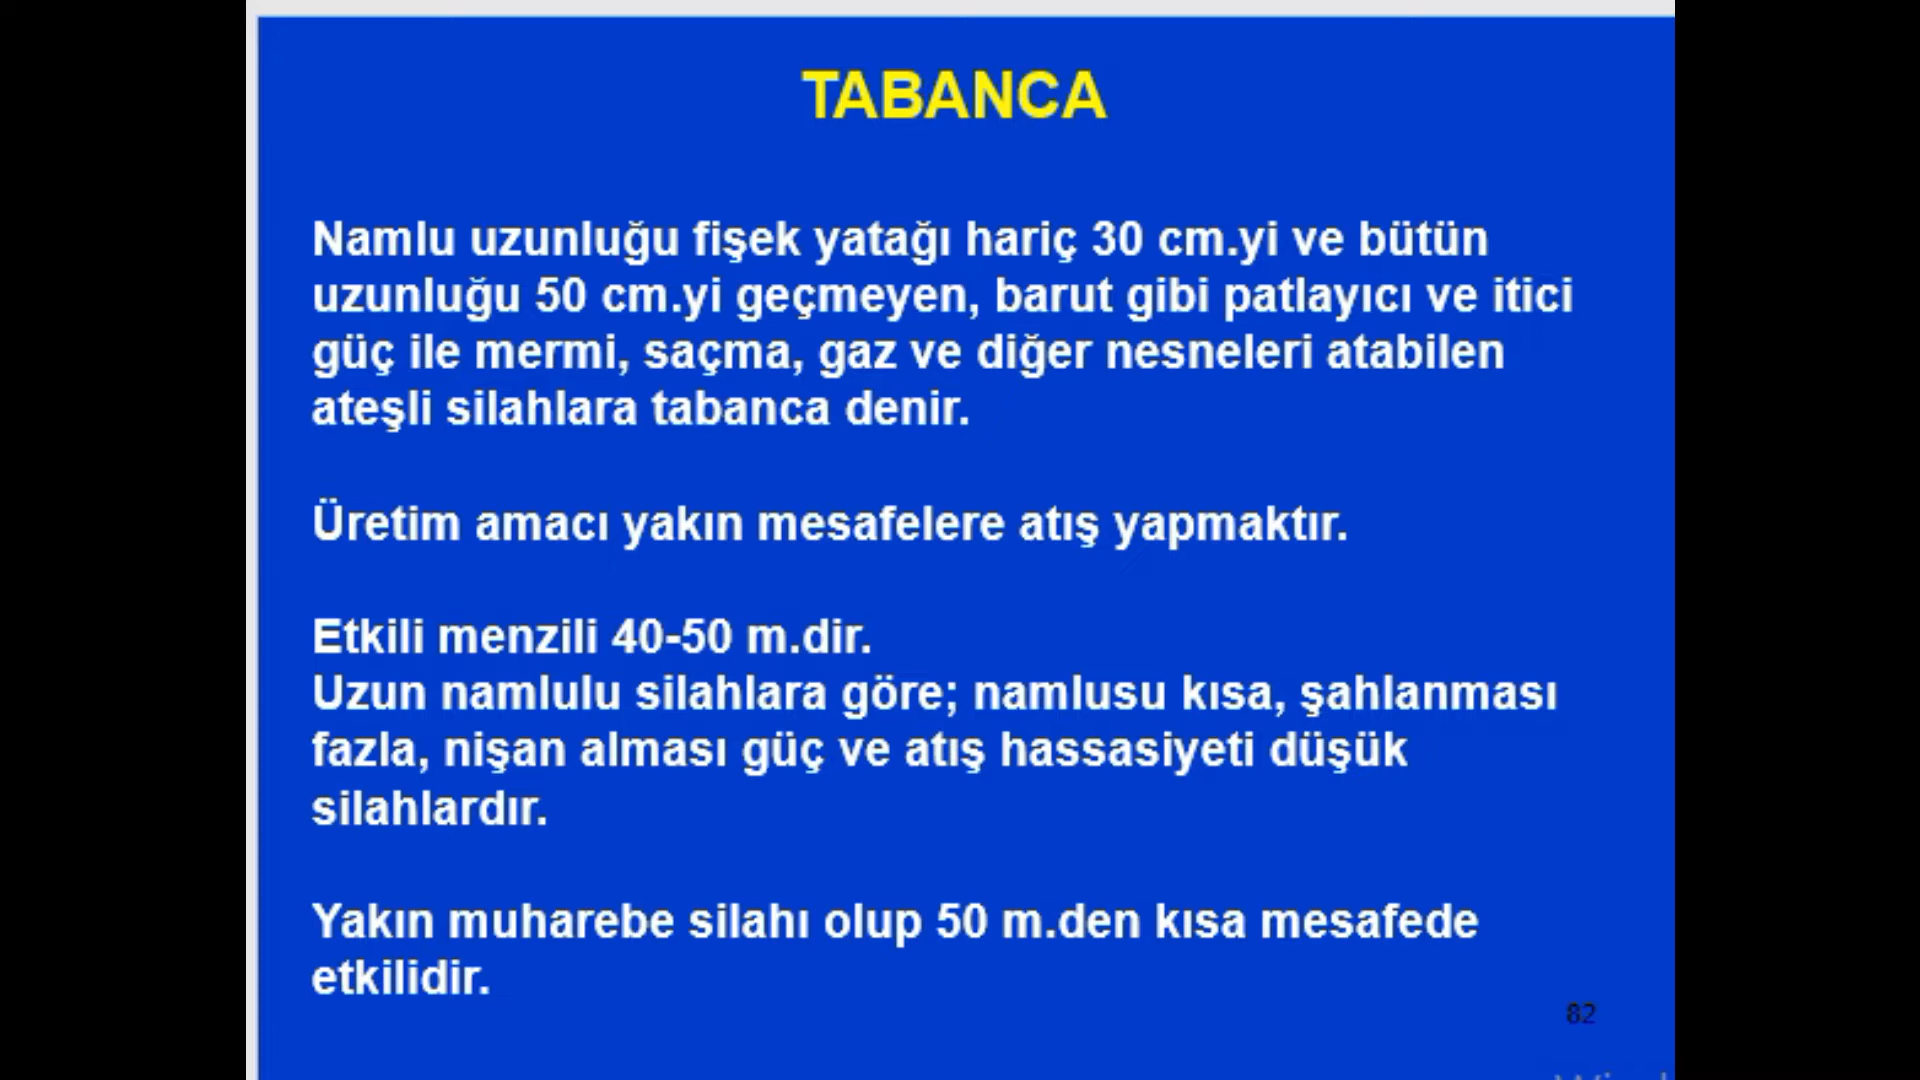 TABANCA
Namlu uzunluğu fişek yatağı hariç 30 cm.yi ve bütün
uzunluğu 50 cm.yi geçmeyen, barut gibi patlayıcı ve itici
güç ile mermi, saçma, gaz ve diğer nesneleri atabilen
ateşli silahlara tabanca denir.
Üretim amacı yakın mesafelere atış yapmaktır.
Etkili menzili 40-50 m.dir.
Uzun namlulu silahlara göre; namlusu kısa, şahlanması
fazla, nişan alması güç ve atış hassasiyeti düşük
silahlardır.
Yakın muharebe silahı olup 50 m.den kısa mesafede
etkilidir.
82